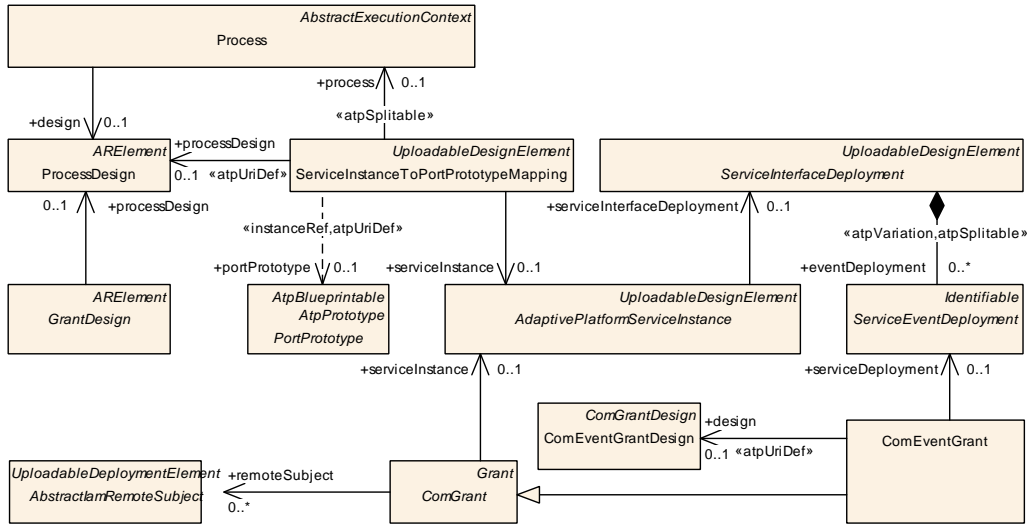 AbstractExecutionContext
Process
+process
0..1
«atpSplitable»
+design
0..1
ARElement
ProcessDesign
+processDesign
0..1
«atpUriDef»
UploadableDesignElement
ServiceInstanceToPortPrototypeMapping
UploadableDesignElement
ServiceInterfaceDeployment
0..1
+processDesign
«instanceRef,atpUriDef»
+serviceInterfaceDeployment
0..1
«atpVariation,atpSplitable»
+portPrototype
0..1
+serviceInstance
0..1
+eventDeployment
0..*
ARElement
GrantDesign
AtpBlueprintable
AtpPrototype
PortPrototype
UploadableDesignElement
AdaptivePlatformServiceInstance
Identifiable
ServiceEventDeployment
+serviceInstance
0..1
+serviceDeployment
0..1
ComGrantDesign
ComEventGrantDesign
+design
0..1
«atpUriDef»
ComEventGrant
UploadableDeploymentElement
AbstractIamRemoteSubject
+remoteSubject
0..*
Grant
ComGrant